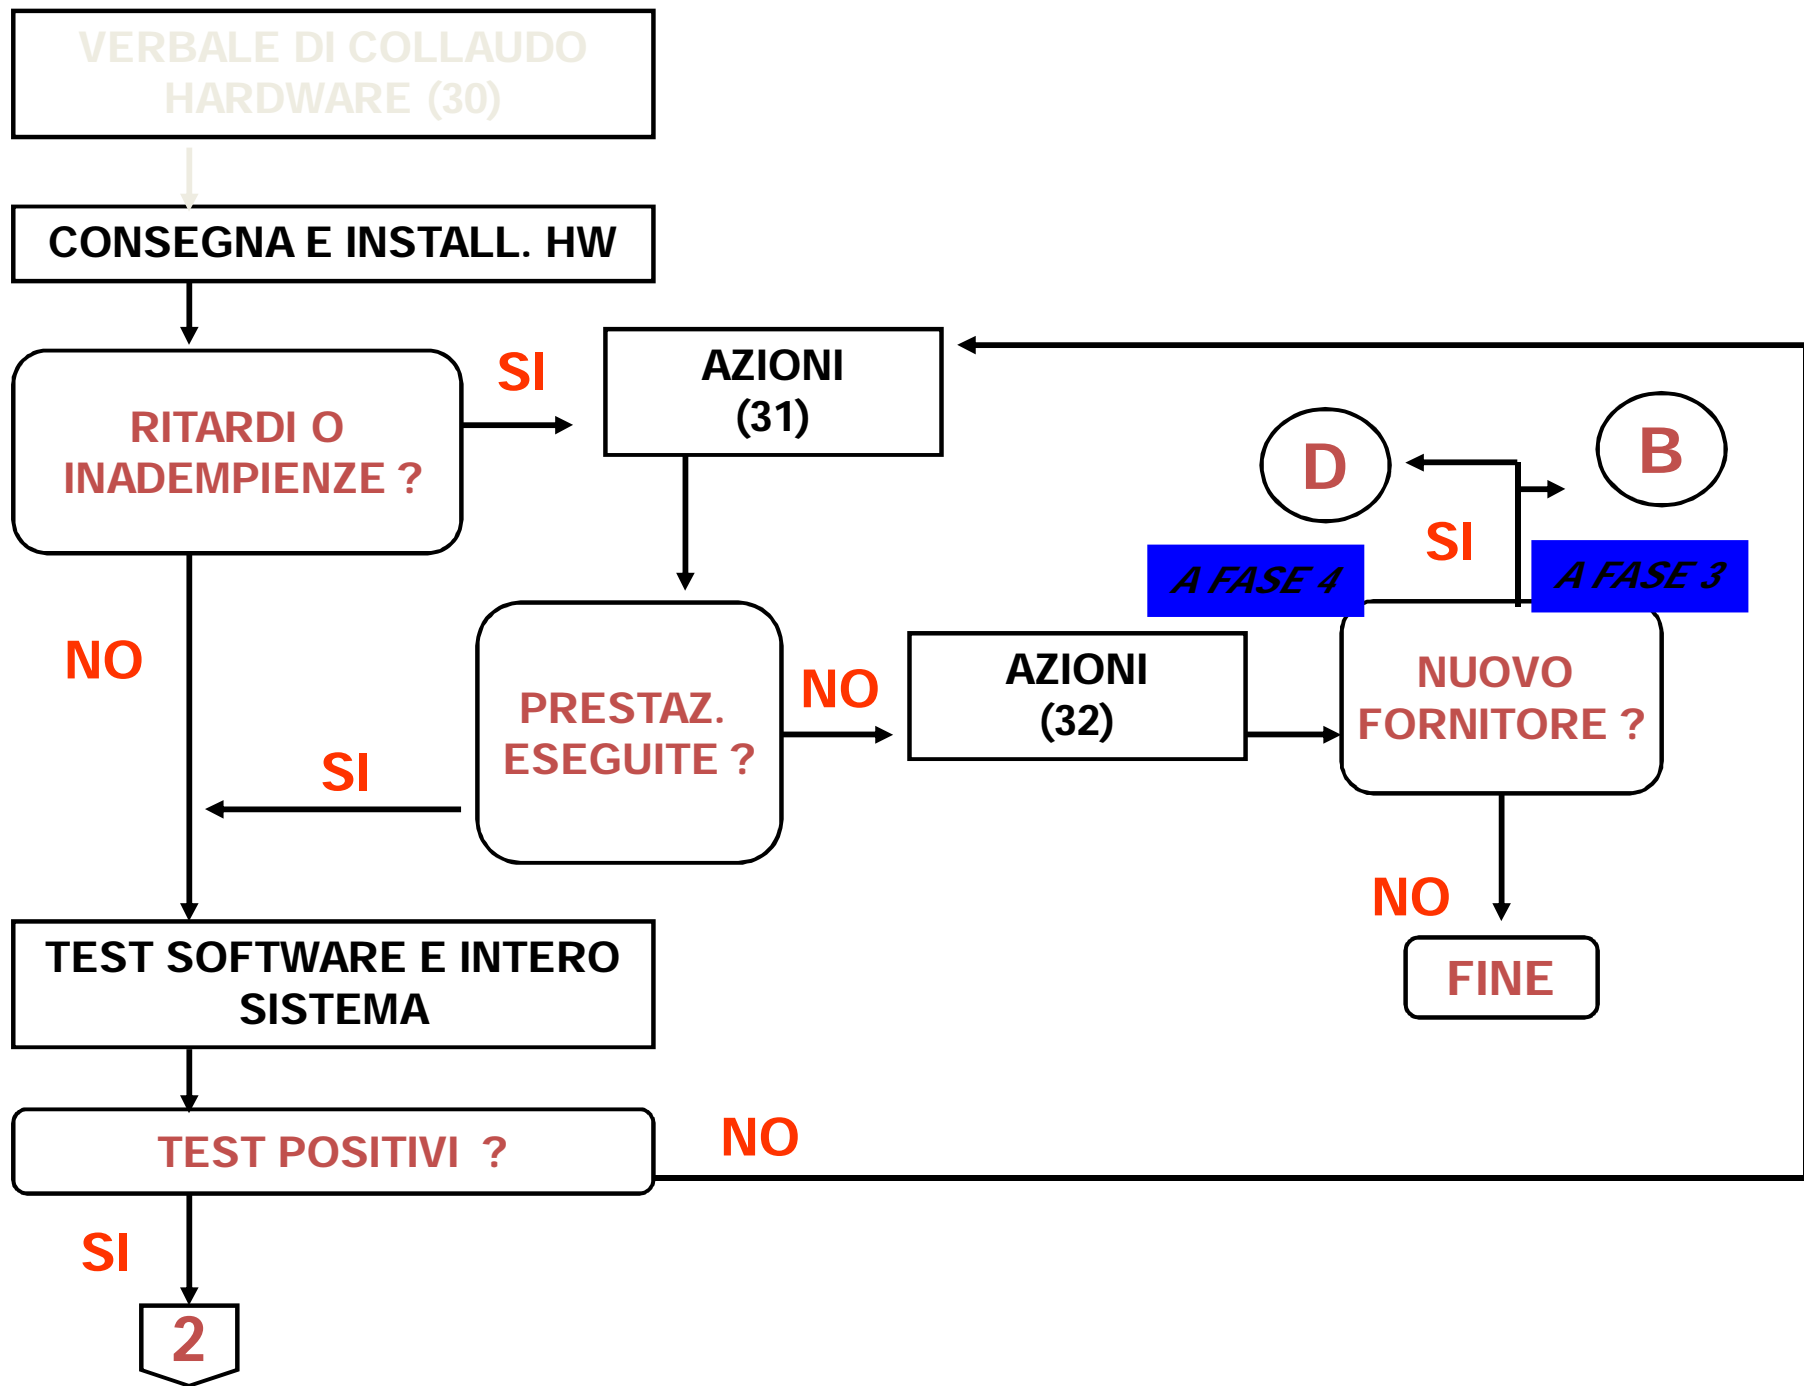 VERBALE DI COLLAUDO
HARDWARE (30)
CONSEGNA E INSTALL. HW
RITARDI O
INADEMPIENZE ?
SI
AZIONI
(31)
D
B
SI
A FASE 4
A FASE 3
NO
PRESTAZ.
ESEGUITE ?
NO
AZIONI
(32)
NUOVO
FORNITORE ?
SI
NO
FINE
TEST SOFTWARE E INTERO
SISTEMA
TEST POSITIVI ?
NO
SI
2